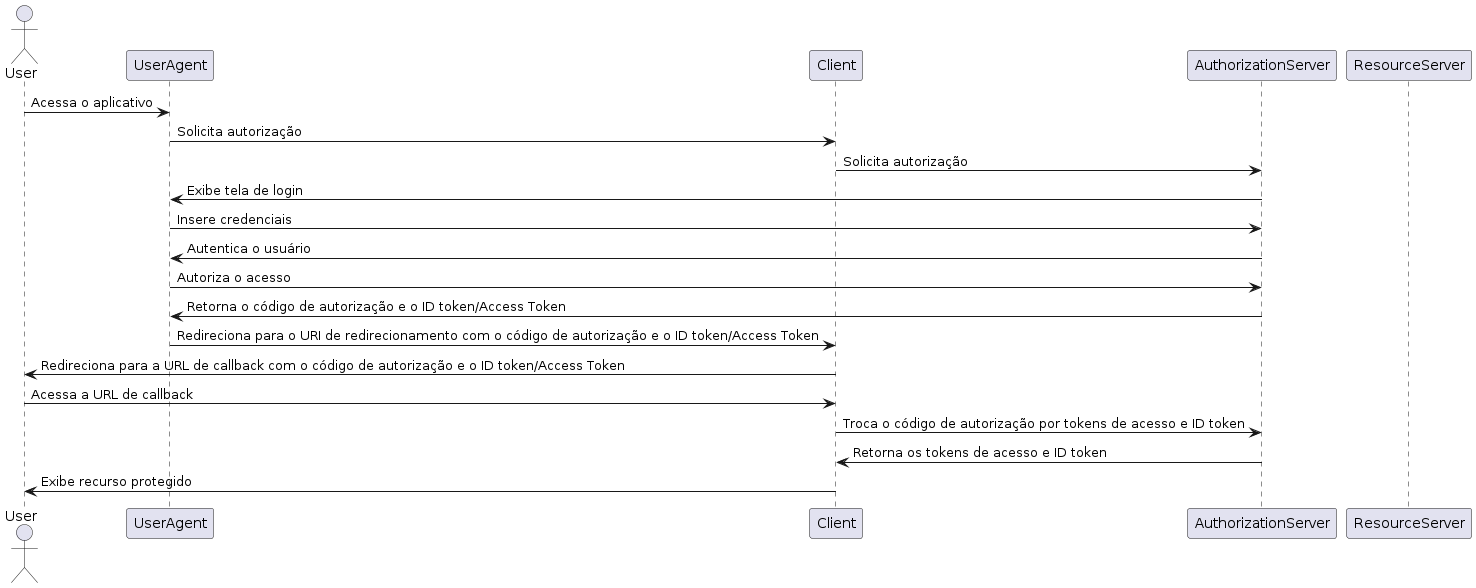 User
UserAgent
Client
AuthorizationServer
ResourceServer
Acessa o aplicativo
Solicita autorização
Solicita autorização
Exibe tela de login
Insere credenciais
Autentica o usuário
Autoriza o acesso
Retorna o código de autorização e o ID token/Access Token
Redireciona para o URI de redirecionamento com o código de autorização e o ID token/Access Token
Redireciona para a URL de callback com o código de autorização e o ID token/Access Token
Acessa a URL de callback
Troca o código de autorização por tokens de acesso e ID token
Retorna os tokens de acesso e ID token
Exibe recurso protegido
User
UserAgent
Client
AuthorizationServer
ResourceServer